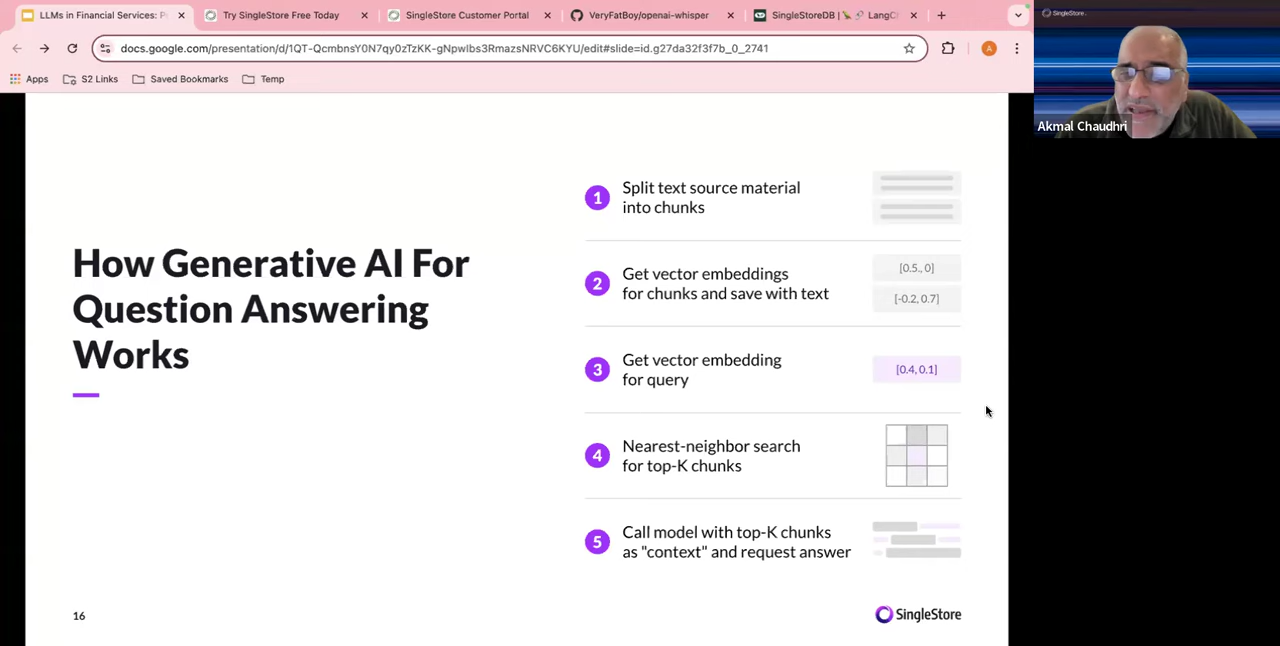 LLMs in Financial Services: P
Try SingleStore Free Today
SingleStore Customer Portal
VeryFatBoy/openai-whisper
SingleStoreDB | 🦜️🔗 LangC
docs.google.com/presentation/d/1QT-QcmbnsY0N7qy0zTzKK-gNpwIbs3RmazsNRVC6KYU/edit#slide=id.g27da32f3f7b_0_2741
A
Apps
S2 Links
Saved Bookmarks
Temp
SingleStore
Akmal Chaudhri
How Generative AI For
Question Answering
Works
1
Split text source material
into chunks
2
Get vector embeddings
for chunks and save with text
[0.5., 0]
[-0.2, 0.7]
3
Get vector embedding
for query
[0.4, 0.1]
4
Nearest-neighbor search
for top-K chunks
5
Call model with top-K chunks
as "context" and request answer
16
SingleStore